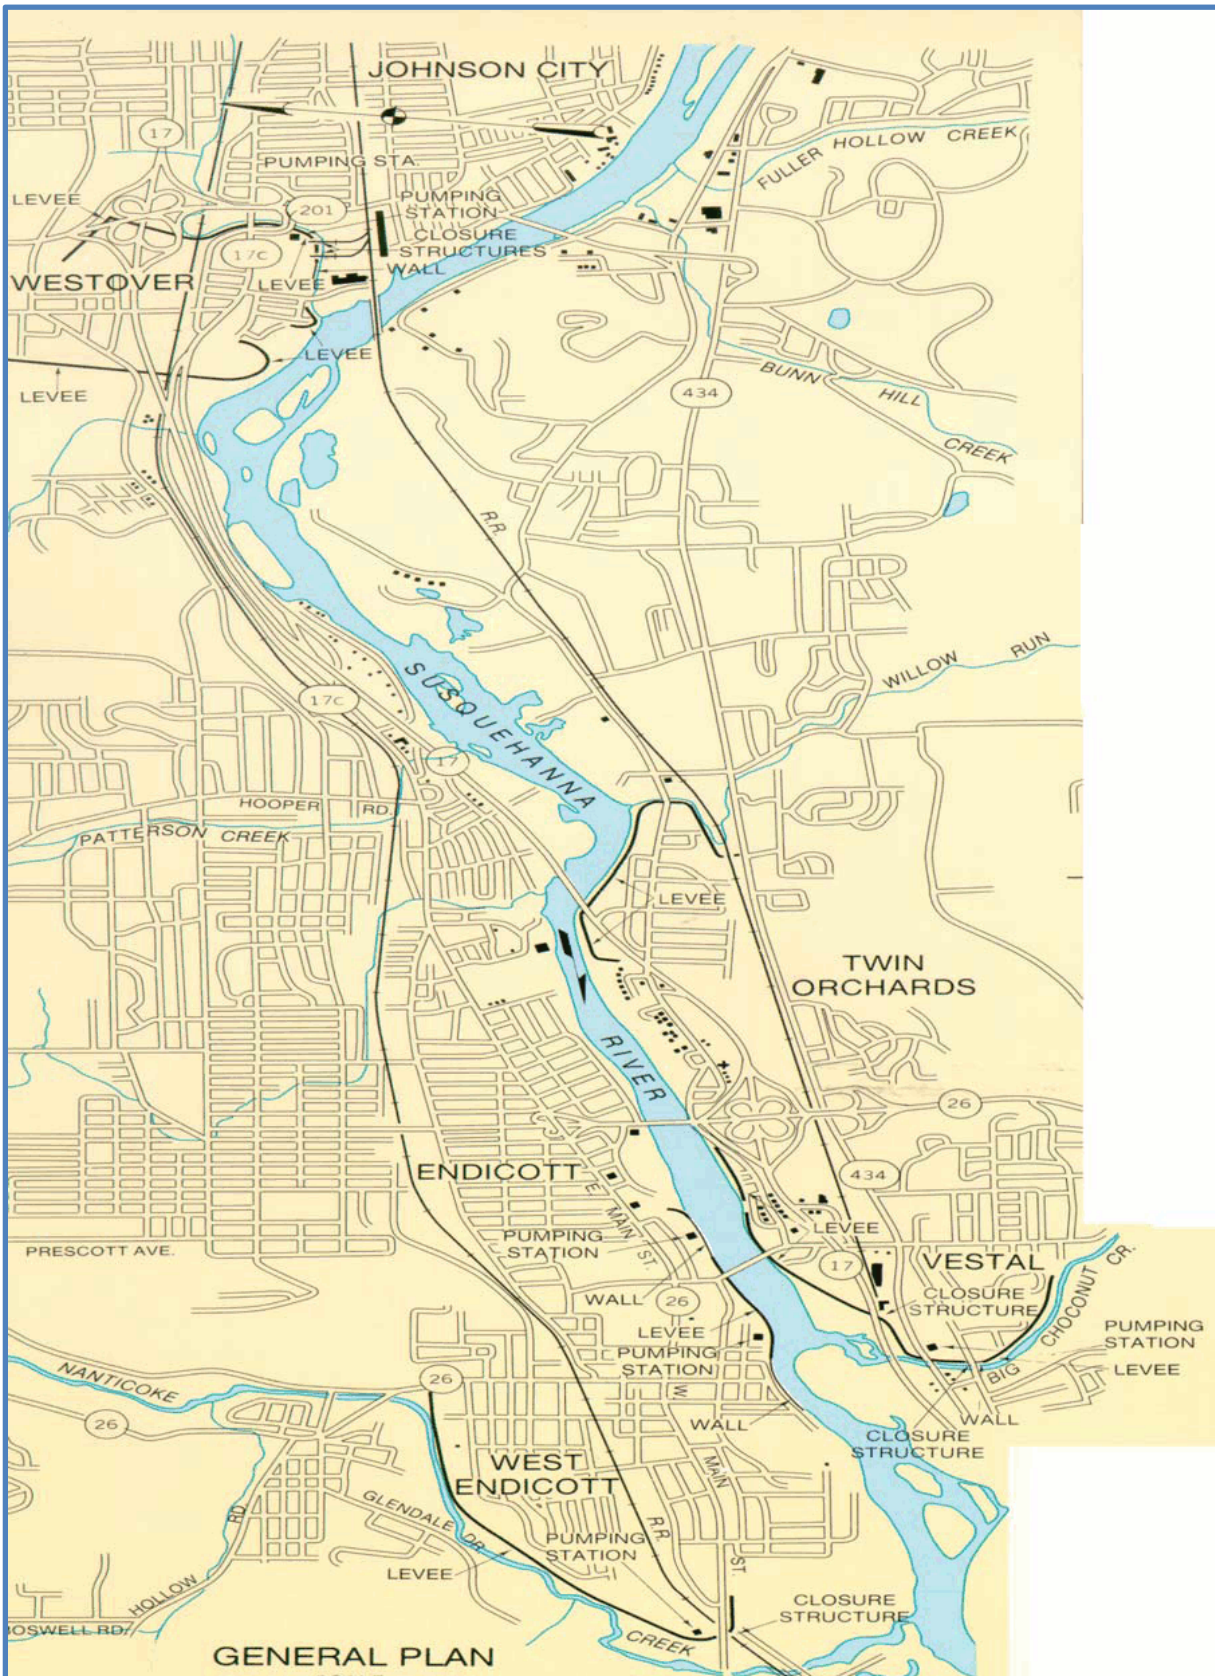 JOHNSON CITY
17
PUMPING STA.
FULLER HOLLOW CREEK
LEVEE
201
PUMPING
STATION
CLOSURE
STRUCTURES
17C
WALL
WESTOVER
LEVEE
LEVEE
LEVEE
BUNN HILL CREEK
434
R.R.
WILLOW RUN
SUSQUEHANNA
17C
17
HOOPER RD.
PATTERSON CREEK
LEVEE
TWIN
ORCHARDS
RIVER
26
ENDICOTT
434
E. MAIN ST.
PUMPING
STATION
LEVEE
PRESCOTT AVE.
17
VESTAL
WALL
26
CLOSURE
STRUCTURE
BIG CHOCONUT CR.
LEVEE
PUMPING
STATION
PUMPING
STATION
LEVEE
NANTICOKE
26
26
W. MAIN ST.
WALL
WALL
CLOSURE
STRUCTURE
WEST
ENDICOTT
GLENDALE DR
PUMPING
STATION
R.R.
LEVEE
HOLLOW RD
CLOSURE
STRUCTURE
CREEK
GENERAL PLAN